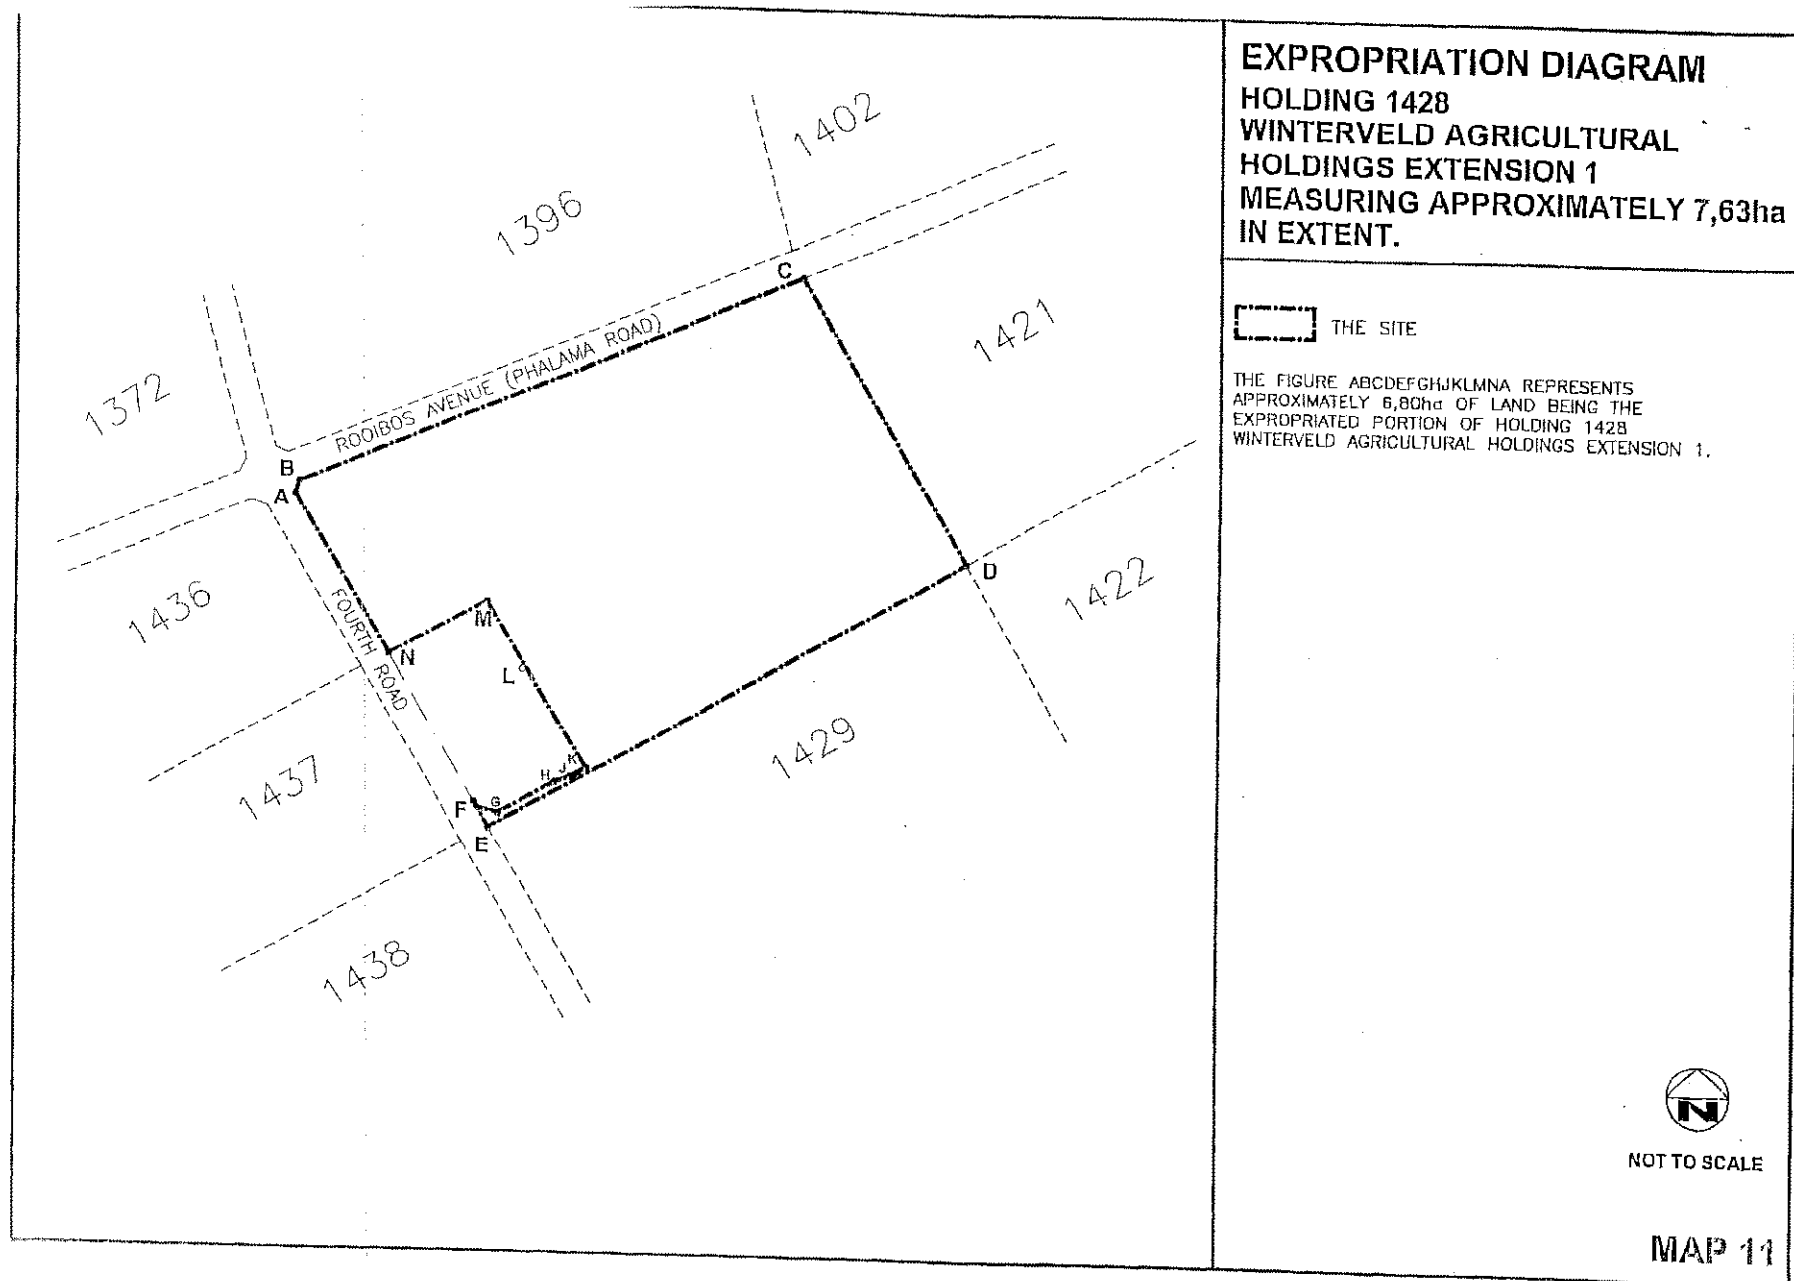 EXPROPRIATION DIAGRAM
HOLDING 1428
WINTERVELD AGRICULTURAL
HOLDINGS EXTENSION 1
MEASURING APPROXIMATELY 7,63ha
IN EXTENT.
THE SITE
THE FIGURE ABCDEFGHJKLMNA REPRESENTS
APPROXIMATELY 6,80ha OF LAND BEING THE
EXPROPRIATED PORTION OF HOLDING 1428
WINTERVELD AGRICULTURAL HOLDINGS EXTENSION 1.
1402
1396
C
1421
1372
ROOIBOS AVENUE (PHALAMA ROAD)
B
A
D
1422
1436
FOURTH ROAD
M
N
L
1429
1437
K
J
H
G
F
E
1438
N
NOT TO SCALE
MAP 11